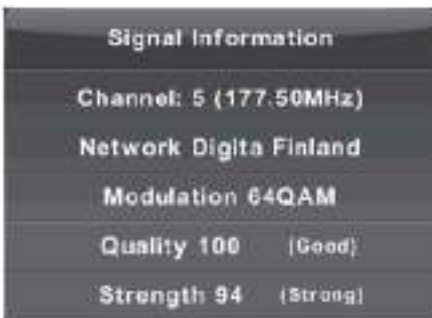 Signal Information
Channel: 5 (177.50MHz)
Network Digita Finland
Modulation 64QAM
Quality 100 (Good)
Strength 94 (Strong)